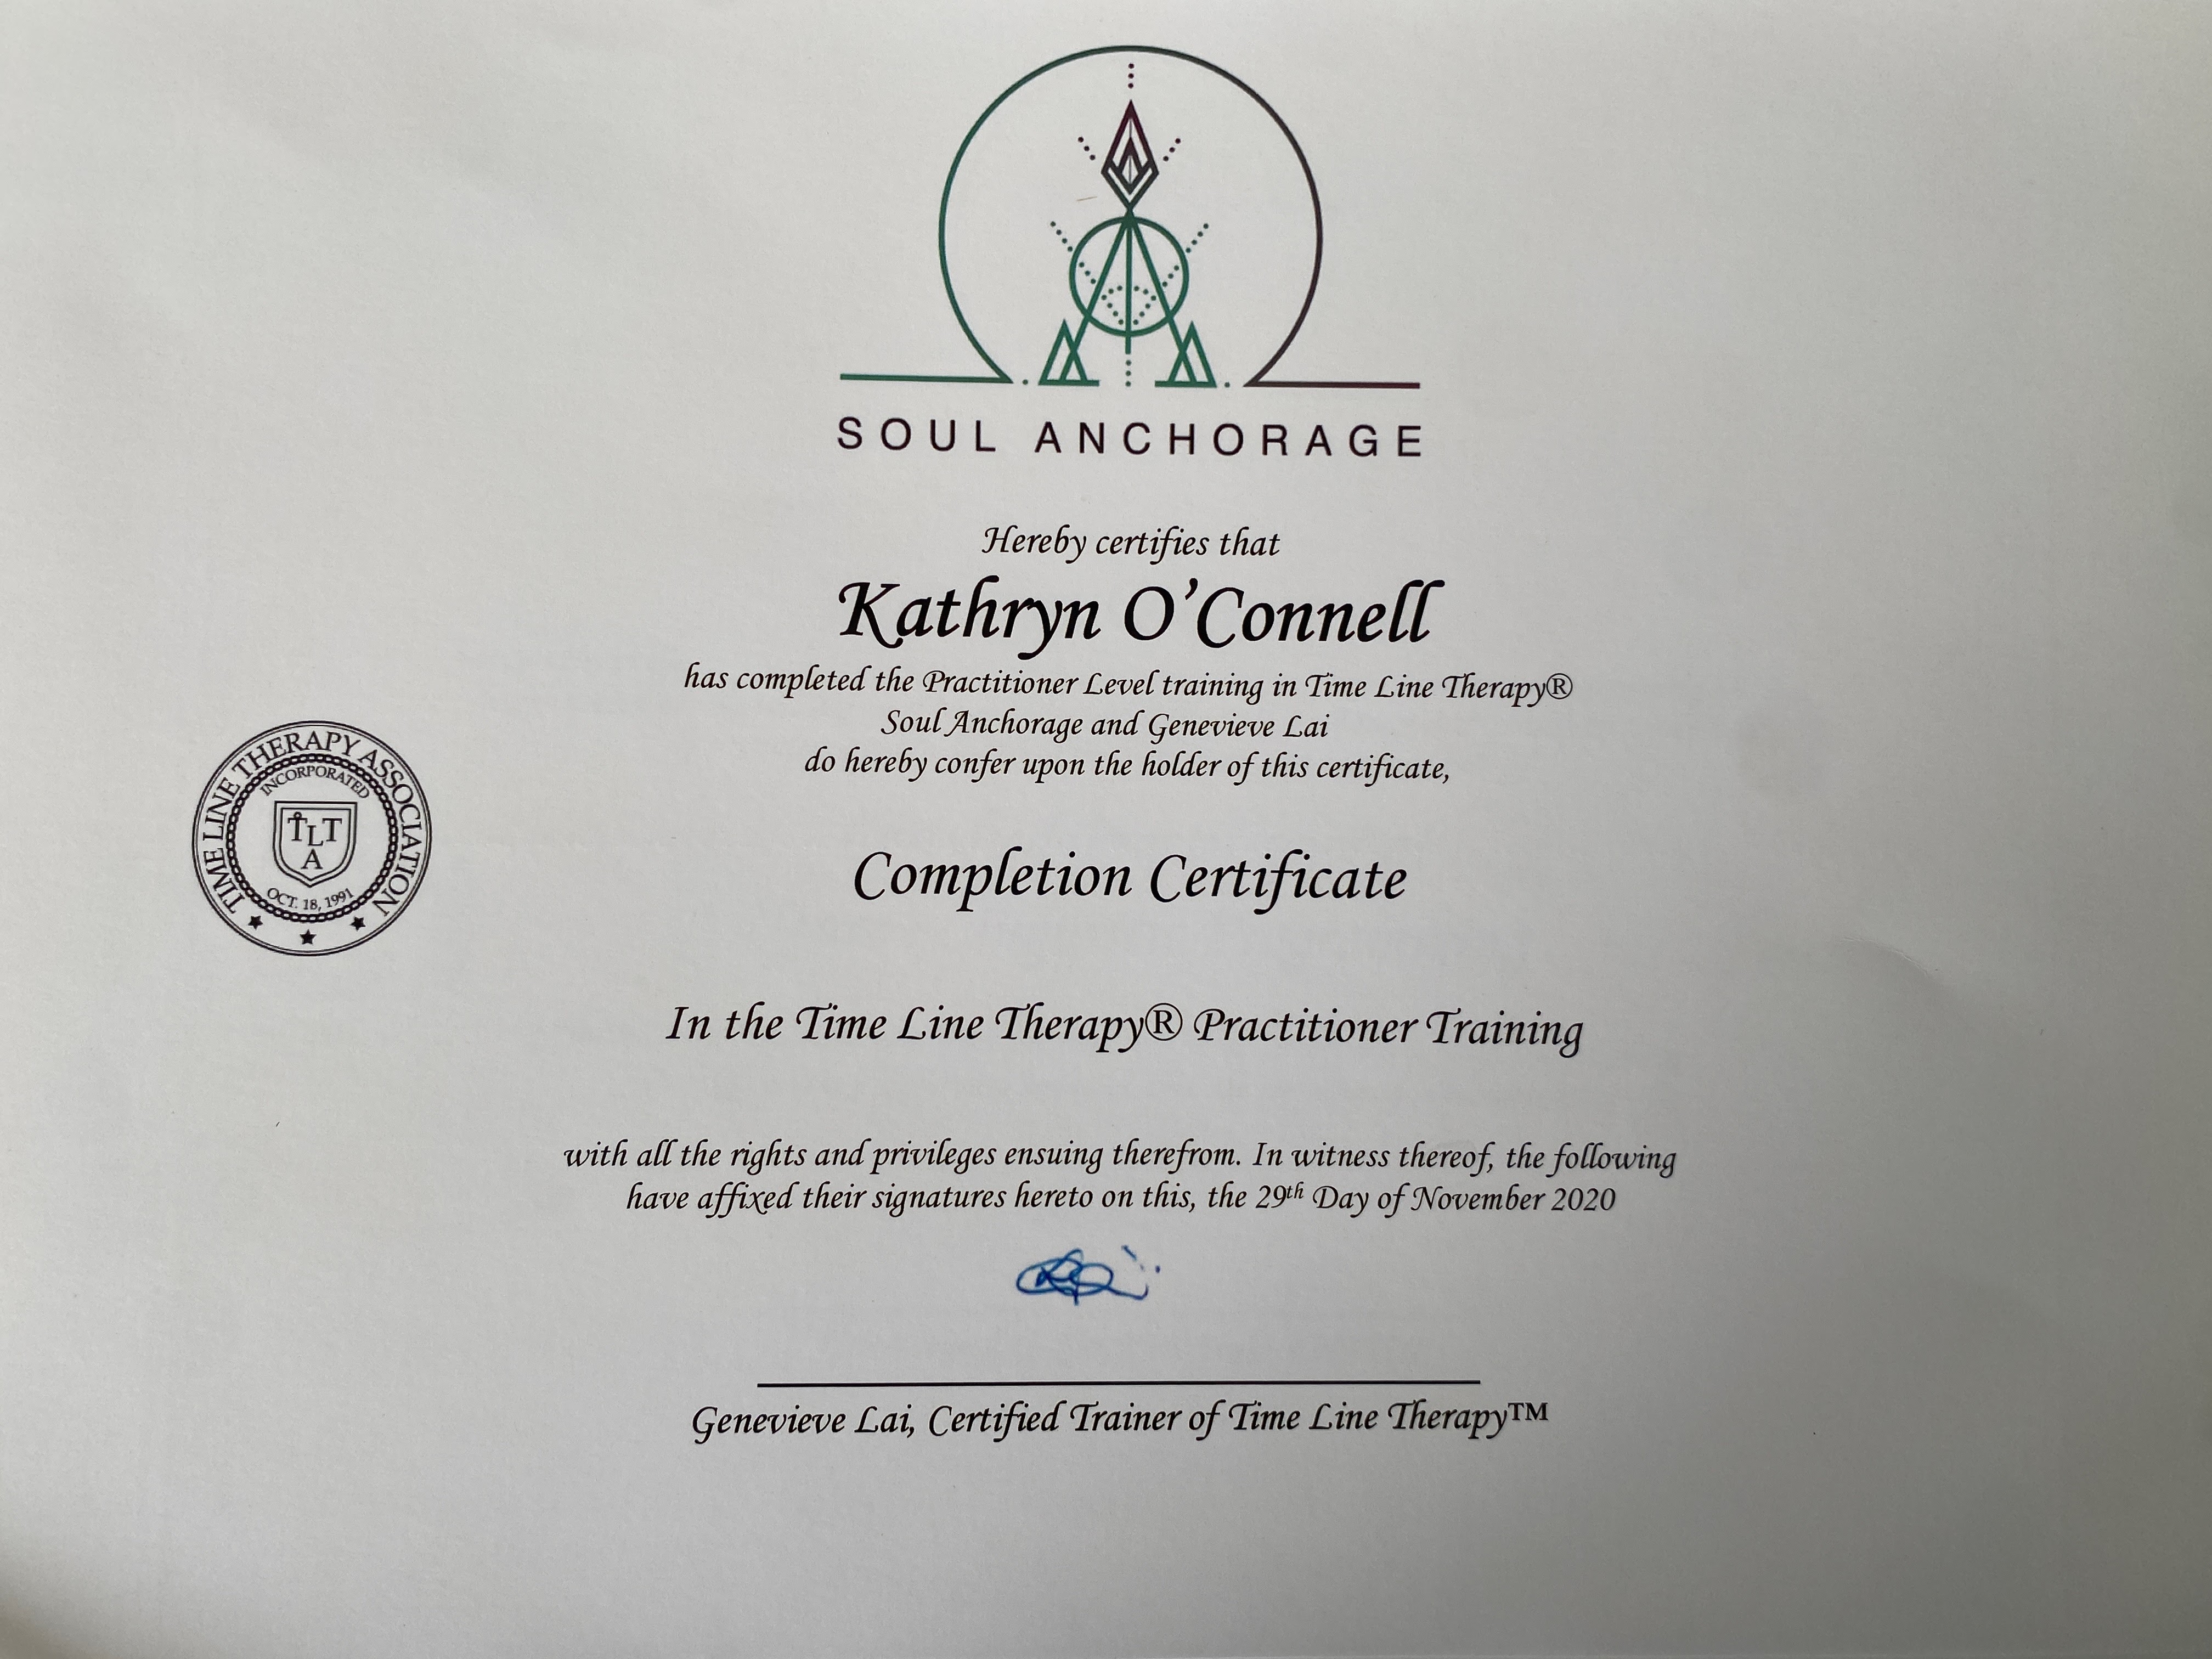 SOUL ANCHORAGE
Hereby certifies that
Kathryn O'Connell
has completed the Practitioner Level training in Time Line Therapy®
Soul Anchorage and Genevieve Lai
do hereby confer upon the holder of this certificate,
TIME LINE THERAPY ASSOCIATION
INCORPORATED
TLT
A
OCT. 18, 1991
Completion Certificate
In the Time Line Therapy® Practitioner Training
with all the rights and privileges ensuing therefrom. In witness thereof, the following
have affixed their signatures hereto on this, the 29th Day of November 2020
Genevieve Lai, Certified Trainer of Time Line Therapy™